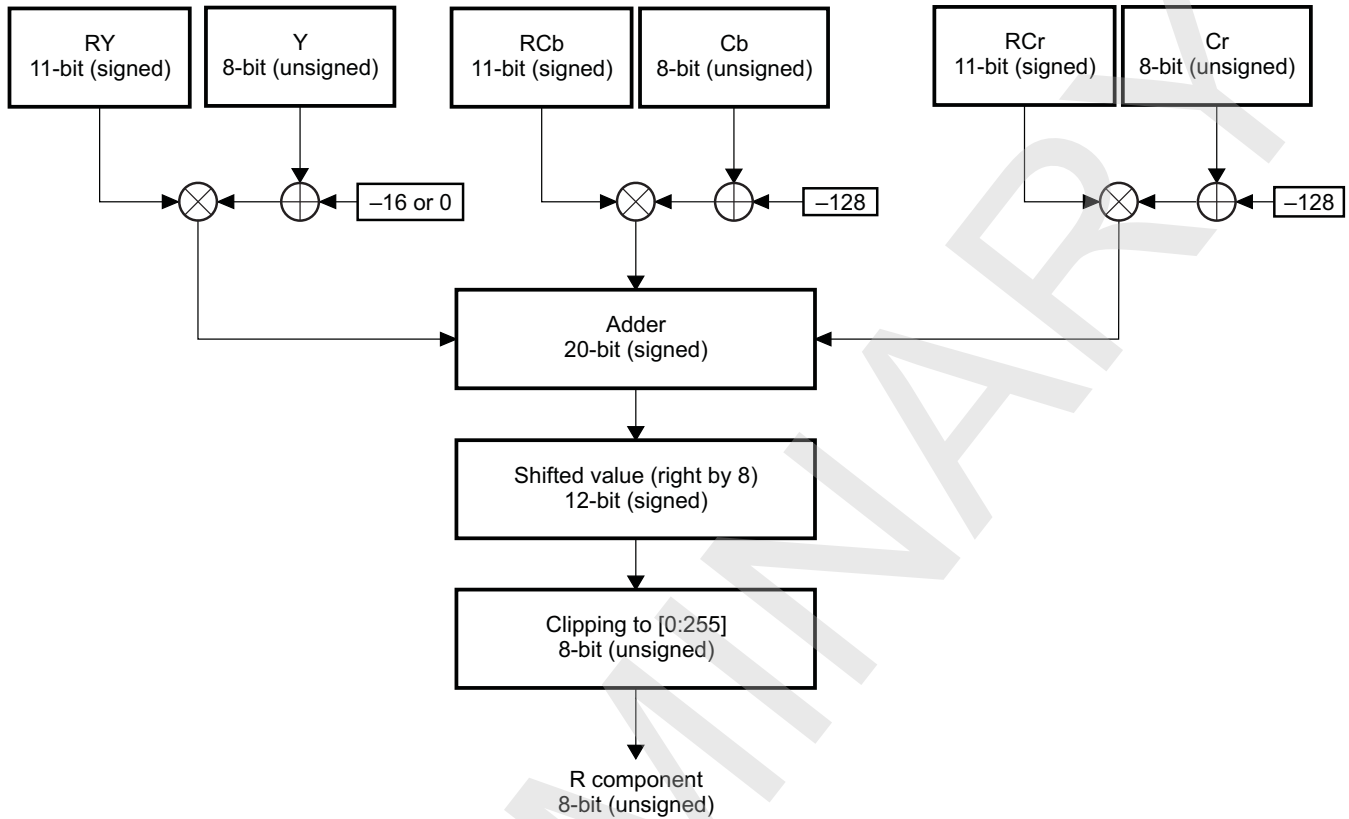 RY
11-bit (signed)
Y
8-bit (unsigned)
RCb
11-bit (signed)
Cb
8-bit (unsigned)
RCr
11-bit (signed)
Cr
8-bit (unsigned)
–16 or 0
–128
–128
Adder
20-bit (signed)
Shifted value (right by 8)
12-bit (signed)
Clipping to [0:255]
8-bit (unsigned)
R component
8-bit (unsigned)
MINARY